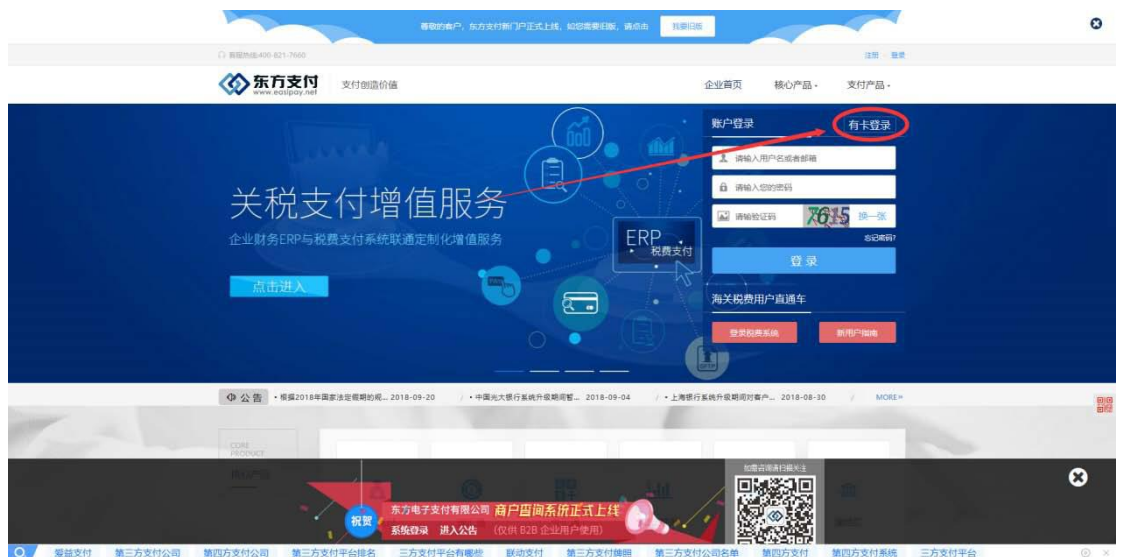 尊敬的客户，东方支付新门户正式上线，如您需要旧版，请点击 我要旧版
客服热线:400-821-7660 注册 登录
东方支付 www.easipay.net 支付创造价值 企业首页 核心产品 支付产品
账户登录 有卡登录
请输入用户名或者邮箱
请输入您的密码
请输验证码 7615 换一张
忘记密码?
登录
关税支付增值服务
企业财务ERP与税费支付系统联通定制化增值服务
点击进入
ERP
税费支付
海关税费用户直通车
登录税费系统 新用户指南
公告 ・根据2018年国家法定假期的规... 2018-09-20 / ・中国光大银行系统升级期间暂... 2018-09-04 / ・上海银行系统升级期间对客户... 2018-08-30 / MORE
CORE
PRODUCT
核心产品
如需咨询请扫描关注
祝贺
东方电子支付有限公司 商户查询系统正式上线
系统登录 进入公告 (仅供 B2B 企业用户使用)
爱益支付 第三方支付公司 第四方支付公司 第三方支付平台排名 三方支付平台有哪些 联动支付 第三方支付牌照 第三方支付公司名单 第四方支付 第四方支付系统 三方支付平台